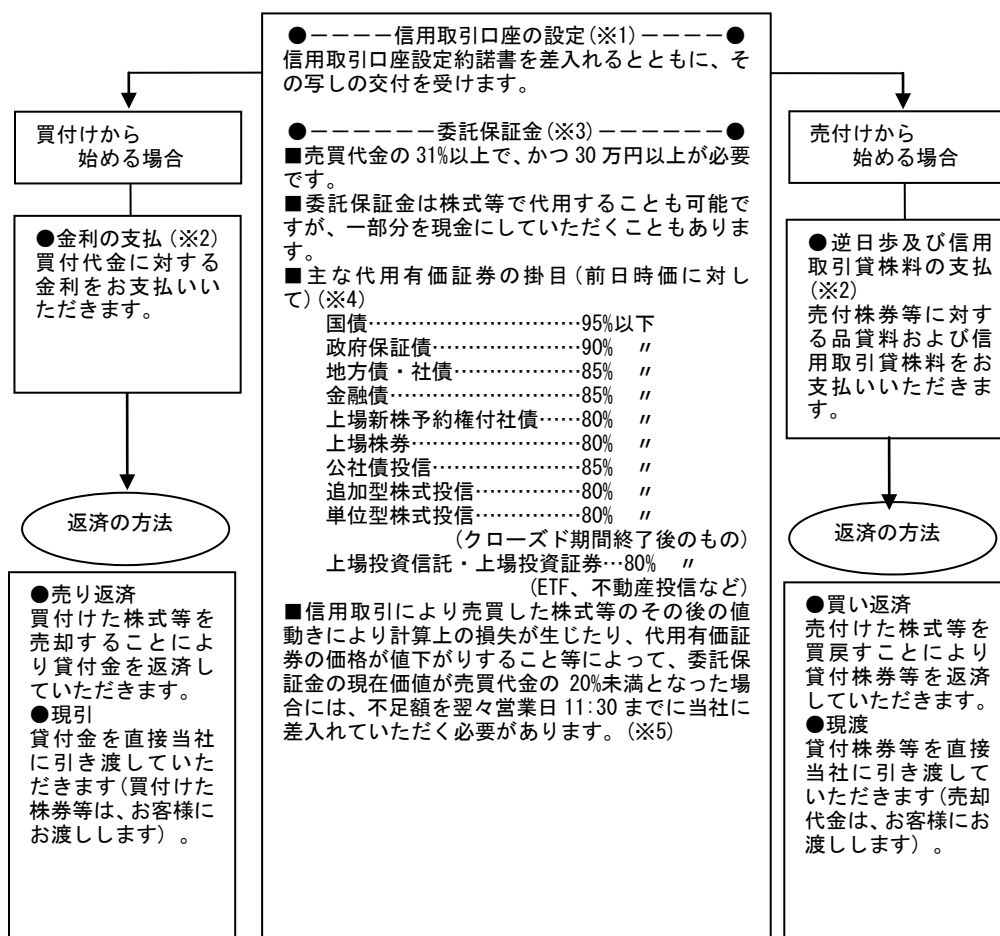 ●ーーーー信用取引口座の設定(※1)ーーーー●
信用取引口座設定約諾書を差入れるとともに、そ
の写しの交付を受けます。
●ーーーーーー委託保証金(※3)ーーーーーー●
■売買代金の 31%以上で、かつ 30 万円以上が必要
です。
■委託保証金は株式等で代用することも可能で
すが、一部分を現金にしていただくこともありま
す。
■主な代用有価証券の掛目(前日時価に対し
て)(※4)
国債…………………………95%以下
政府保証債…………………90% 〃
地方債・社債………………85% 〃
金融債………………………85% 〃
上場新株予約権付社債……80% 〃
上場株券……………………80% 〃
公社債投信…………………85% 〃
追加型株式投信……………80% 〃
単位型株式投信……………80% 〃
(クローズド期間終了後のもの)
上場投資信託・上場投資証券…80% 〃
(ETF、不動産投信など)
■信用取引により売買した株式等のその後の値
動きにより計算上の損失が生じたり、代用有価証
券の価格が値下がりすること等によって、委託保
証金の現在価値が売買代金の 20%未満となった場
合には、不足額を翌々営業日 11:30 までに当社に
差入れていただく必要があります。(※5)
買付けから
始める場合
●金利の支払(※2)
買付代金に対する
金利をお支払いい
ただきます。
返済の方法
●売り返済
買付けた株式等を
売却することによ
り貸付金を返済し
ていただきます。
●現引
貸付金を直接当社
に引き渡していた
だきます(買付けた
株券等は、お客様に
お渡しします)。
売付けから
始める場合
●逆日歩及び信用
取引貸株料の支払
(※2)
売付株券等に対す
る品貸料および信
用取引貸株料をお
支払いいただきま
す。
返済の方法
●買い返済
売付けた株式等を
買戻すことにより
貸付株券等を返済
していただきます。
●現渡
貸付株券等を直接
当社に引き渡して
いただきます(売却
代金は、お客様にお
渡しします)。